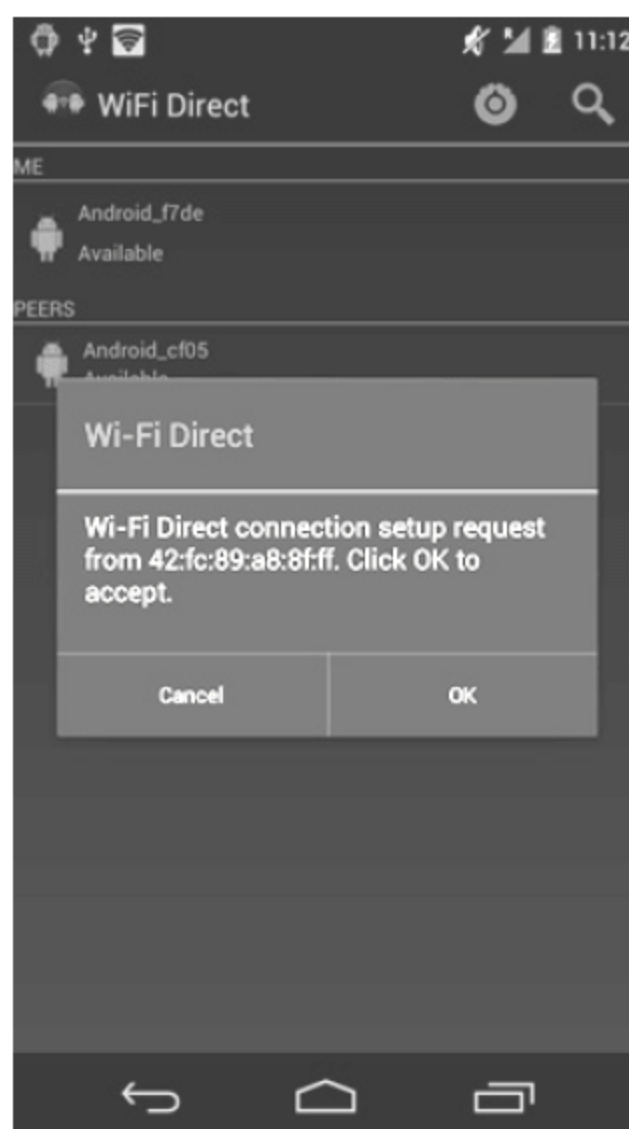 11:12
WiFi Direct
ME
Android_f7de
Available
PEERS
Android_cf05
Available
Wi-Fi Direct
Wi-Fi Direct connection setup request
from 42:fc:89:a8:8f:ff. Click OK to
accept.
Cancel
OK